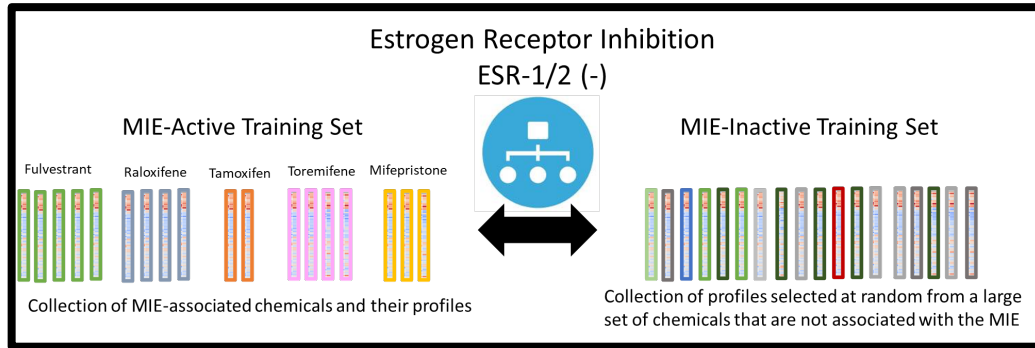 Estrogen Receptor Inhibition
ESR-1/2 (-)
MIE-Active Training Set
MIE-Inactive Training Set
Fulvestrant
Raloxifene
Tamoxifen
Toremifene
Mifepristone
Collection of MIE-associated chemicals and their profiles
Collection of profiles selected at random from a large
set of chemicals that are not associated with the MIE